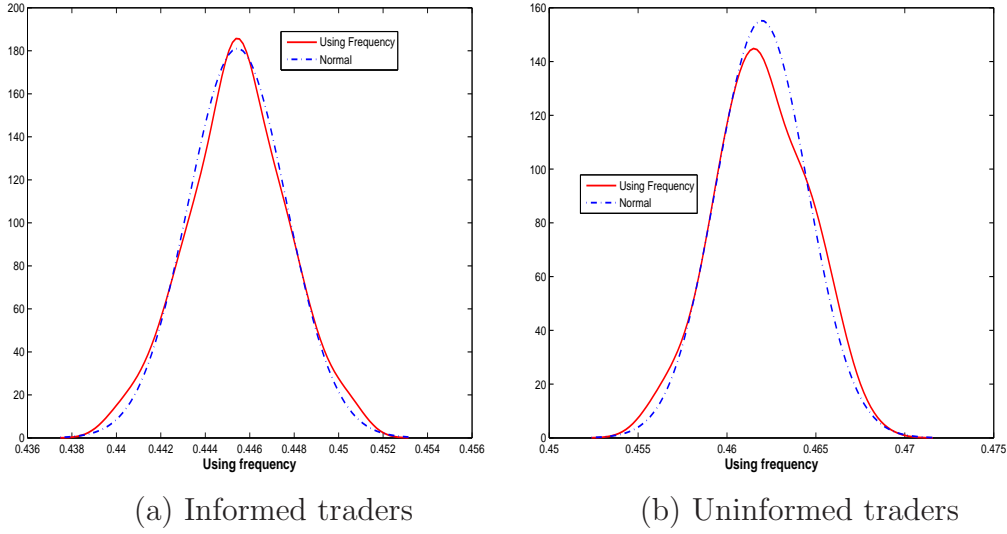 200
180
160
140
120
100
80
60
40
20
0
Using Frequency
Normal
0.436 0.438 0.44 0.442 0.444 0.446 0.448 0.45 0.452 0.454 0.456
Using frequency
(a) Informed traders
160
140
120
100
80
60
40
20
0
Using Frequency
Normal
0.45 0.455 0.46 0.465 0.47 0.475
Using frequency
(b) Uninformed traders